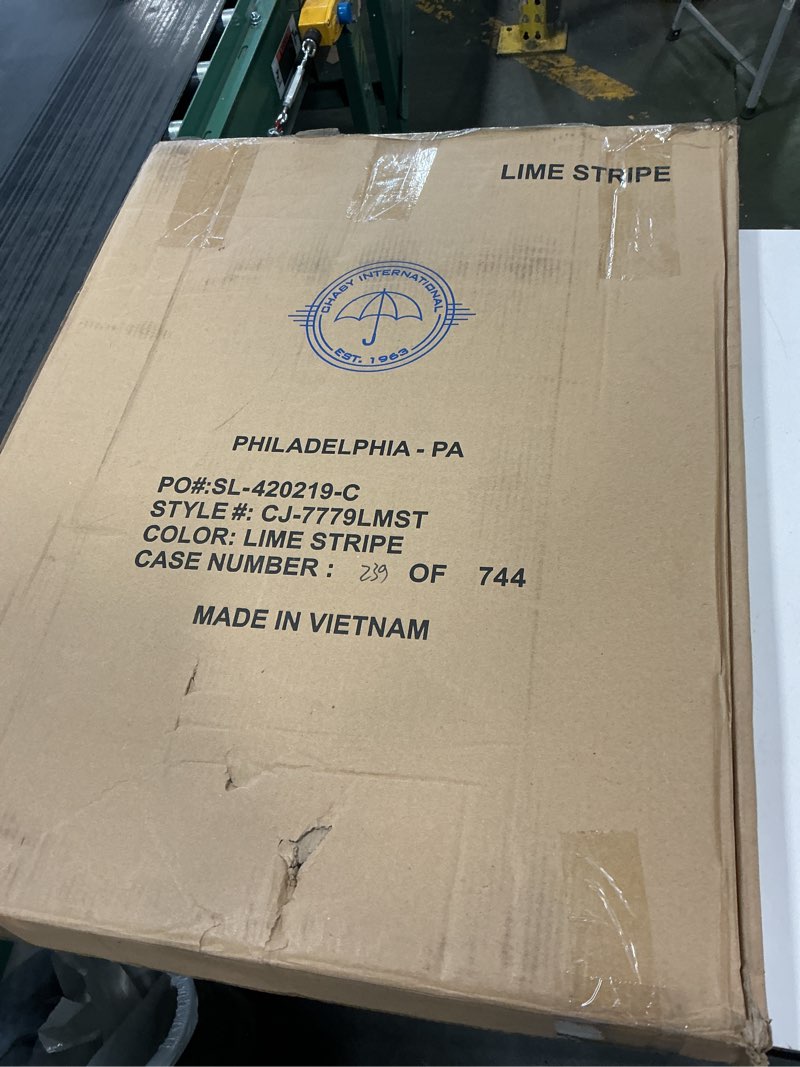 LIME STRIPE
CHABY INTERNATIONAL
EST. 1963
PHILADELPHIA - PA
PO#:SL-420219-C
STYLE #: CJ-7779LMST
COLOR: LIME STRIPE
CASE NUMBER : 239 OF 744
MADE IN VIETNAM